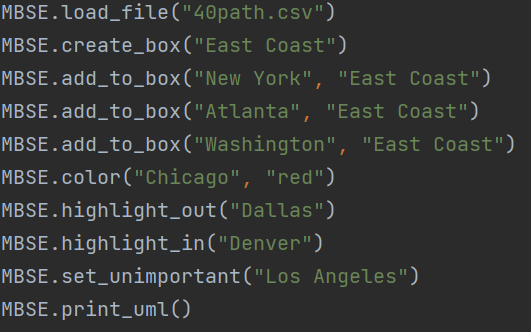 MBSE.load_file("40path.csv")
MBSE.create_box("East Coast")
MBSE.add_to_box("New York", "East Coast")
MBSE.add_to_box("Atlanta", "East Coast")
MBSE.add_to_box("Washington", "East Coast")
MBSE.color("Chicago", "red")
MBSE.highlight_out("Dallas")
MBSE.highlight_in("Denver")
MBSE.set_unimportant("Los Angeles")
MBSE.print_uml()